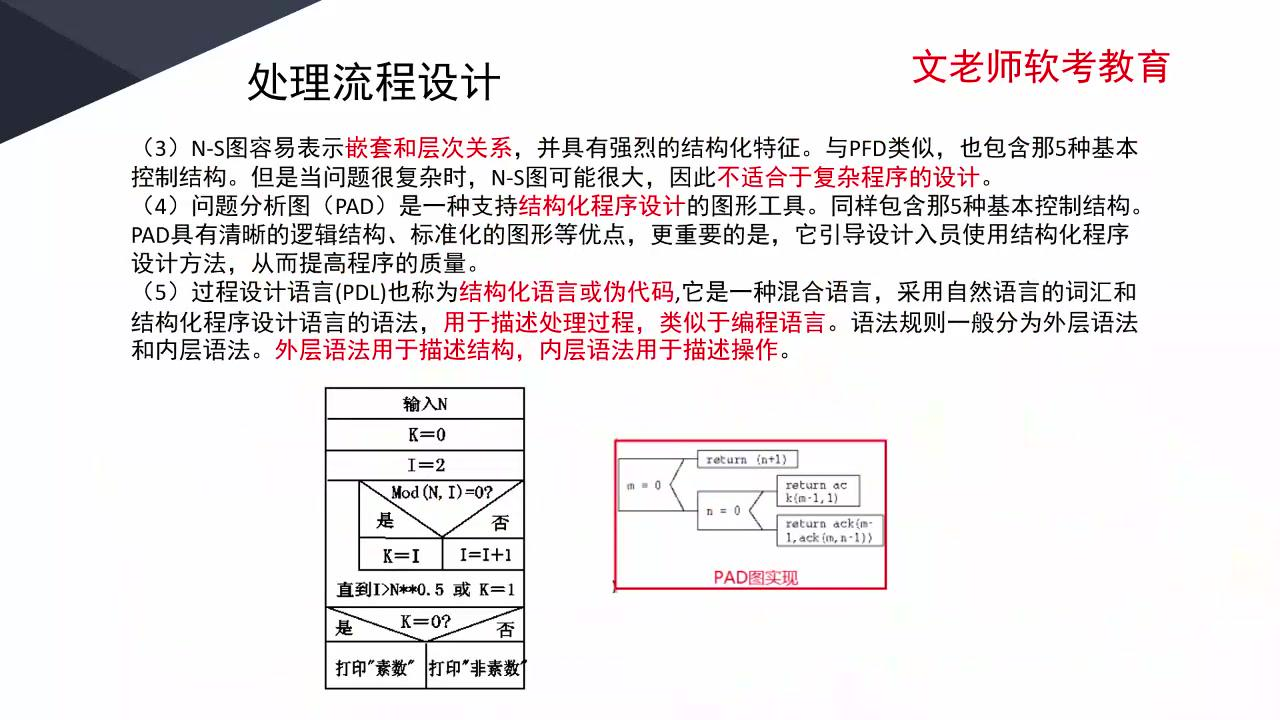 处理流程设计
文老师软考教育
（3）N-S图容易表示嵌套和层次关系，并具有强烈的结构化特征。与PFD类似，也包含那5种基本
控制结构。但是当问题很复杂时，N-S图可能很大，因此不适合于复杂程序的设计。
（4）问题分析图（PAD）是一种支持结构化程序设计的图形工具。同样包含那5种基本控制结构。
PAD具有清晰的逻辑结构、标准化的图形等优点，更重要的是，它引导设计入员使用结构化程序
设计方法，从而提高程序的质量。
（5）过程设计语言(PDL)也称为结构化语言或伪代码,它是一种混合语言，采用自然语言的词汇和
结构化程序设计语言的语法，用于描述处理过程，类似于编程语言。语法规则一般分为外层语法
和内层语法。外层语法用于描述结构，内层语法用于描述操作。
输入N
K=0
I=2
Mod(N,I)=0?
是 否
K=I I=I+1
直到I>N**0.5 或 K=1
K=0?
是 否
打印"素数" 打印"非素数"
m = 0
return (n+1)
n = 0
return ac
k(m-1,1)
return ack(m-
1,ack(m,n-1))
PAD图实现